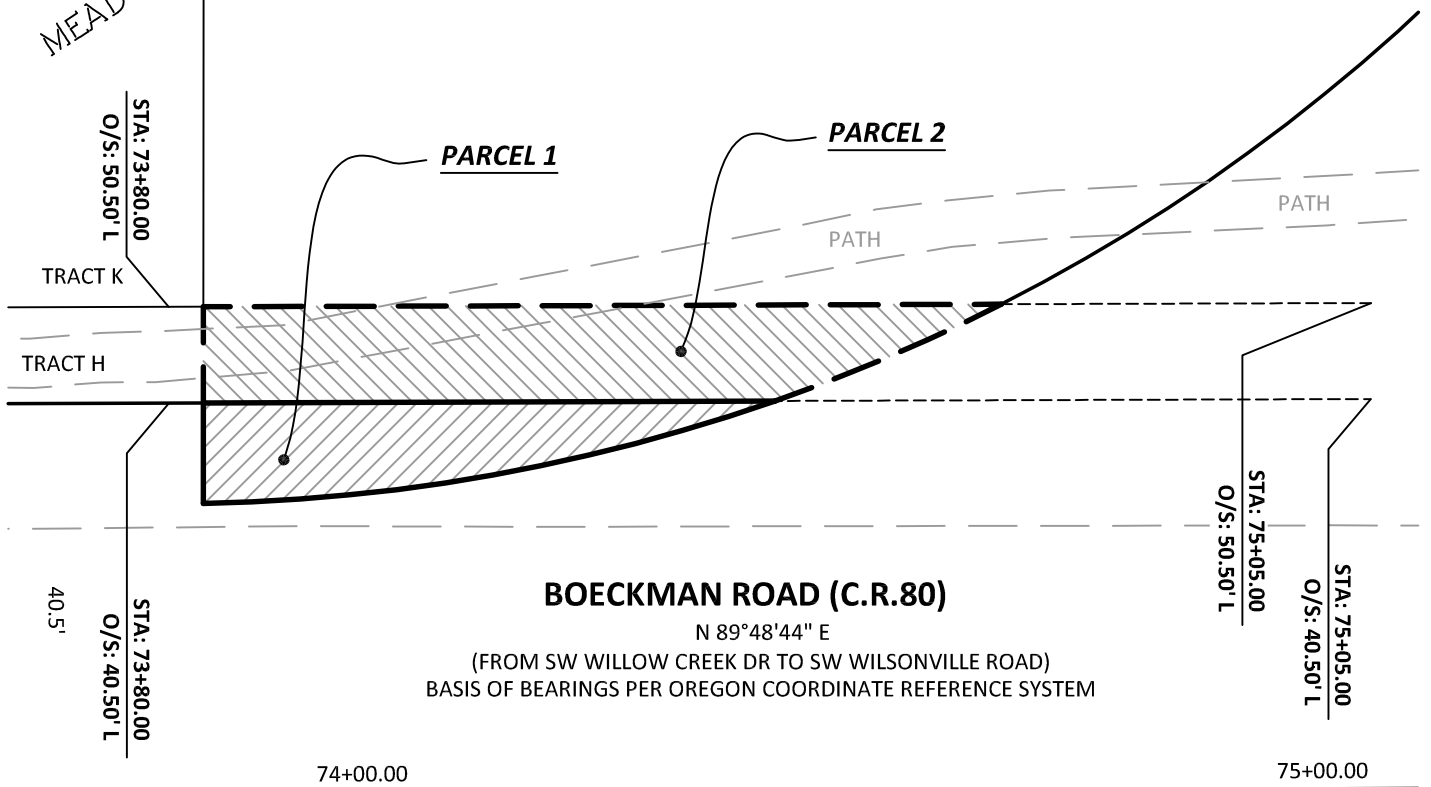 MEAD
STA: 73+80.00
O/S: 50.50' L
PARCEL 1
PARCEL 2
PATH
PATH
TRACT K
TRACT H
STA: 75+05.00
O/S: 50.50' L
STA: 75+05.00
O/S: 40.50' L
40.5'
STA: 73+80.00
O/S: 40.50' L
BOECKMAN ROAD (C.R.80)
N 89°48'44" E
(FROM SW WILLOW CREEK DR TO SW WILSONVILLE ROAD)
BASIS OF BEARINGS PER OREGON COORDINATE REFERENCE SYSTEM
74+00.00
75+00.00